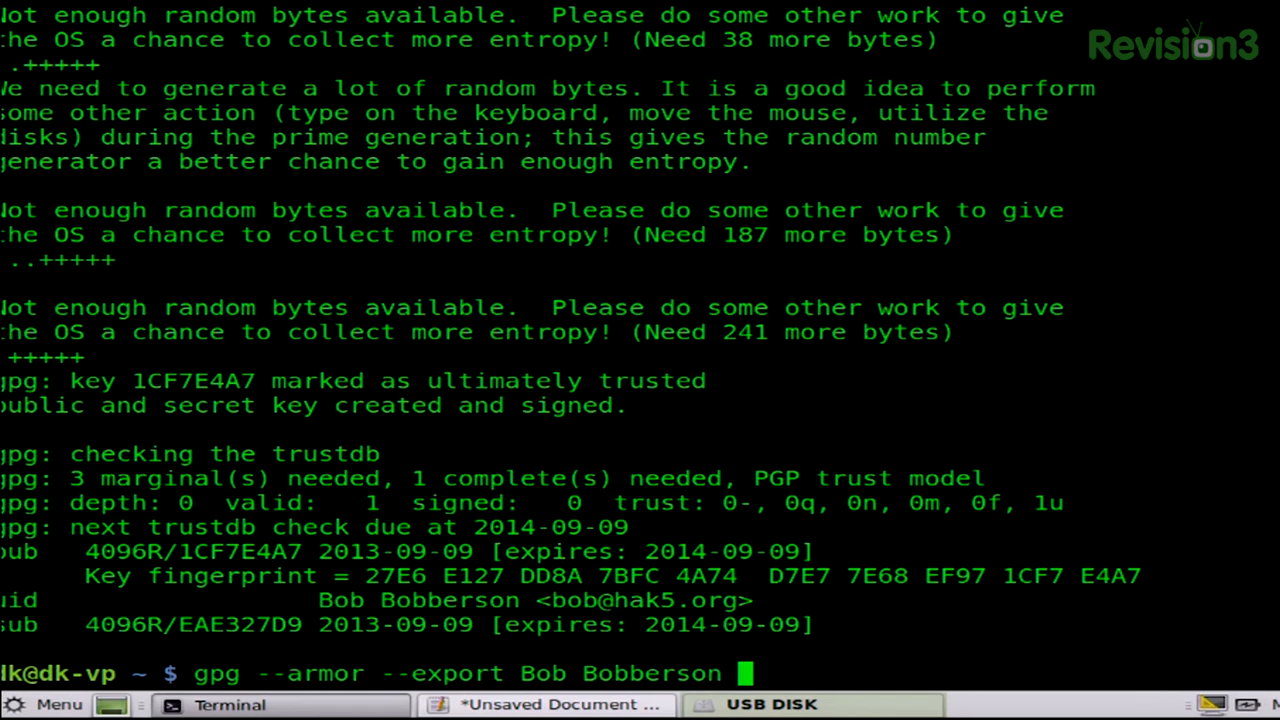 Not enough random bytes available.  Please do some other work to give
the OS a chance to collect more entropy! (Need 38 more bytes)
.+++++
We need to generate a lot of random bytes. It is a good idea to perform
some other action (type on the keyboard, move the mouse, utilize the
disks) during the prime generation; this gives the random number
generator a better chance to gain enough entropy.
Not enough random bytes available.  Please do some other work to give
the OS a chance to collect more entropy! (Need 187 more bytes)
..+++++
Not enough random bytes available.  Please do some other work to give
the OS a chance to collect more entropy! (Need 241 more bytes)
+++++
gpg: key 1CF7E4A7 marked as ultimately trusted
public and secret key created and signed.
gpg: checking the trustdb
gpg: 3 marginal(s) needed, 1 complete(s) needed, PGP trust model
gpg: depth: 0  valid:   1  signed:   0  trust: 0-, 0q, 0n, 0m, 0f, 1u
gpg: next trustdb check due at 2014-09-09
pub   4096R/1CF7E4A7 2013-09-09 [expires: 2014-09-09]
Key fingerprint = 27E6 E127 DD8A 7BFC 4A74  D7E7 7E68 EF97 1CF7 E4A7
uid                  Bob Bobberson <bob@hak5.org>
sub   4096R/EAE327D9 2013-09-09 [expires: 2014-09-09]
dk@dk-vp ~ $ gpg --armor --export Bob Bobberson
Menu Terminal *Unsaved Document ... USB DISK
Revision3